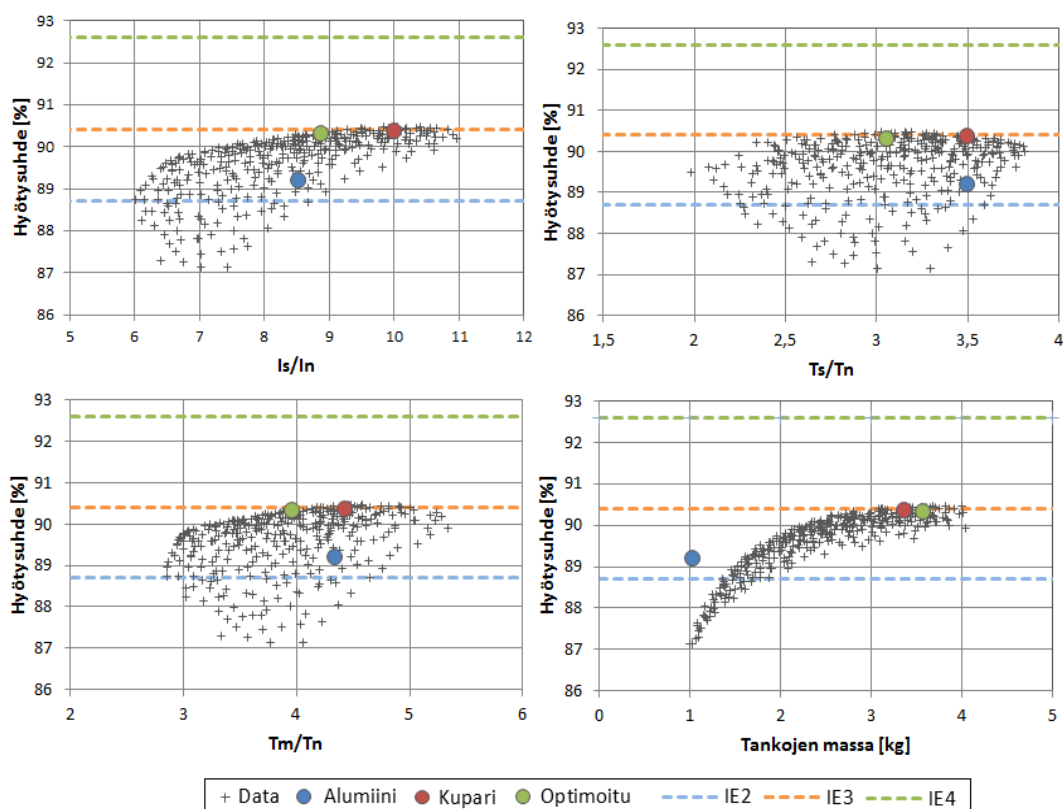 93
92
91
90
89
88
87
86
5 6 7 8 9 10 11 12
Hyötysuhde [%]
Is/In
93
92
91
90
89
88
87
86
1,5 2 2,5 3 3,5 4
Hyötysuhde [%]
Ts/Tn
93
92
91
90
89
88
87
86
2 3 4 5 6
Hyötysuhde [%]
Tm/Tn
93
92
91
90
89
88
87
86
0 1 2 3 4 5
Hyötysuhde [%]
Tankojen massa [kg]
+ Data Alumiini Kupari Optimoitu IE2 IE3 IE4